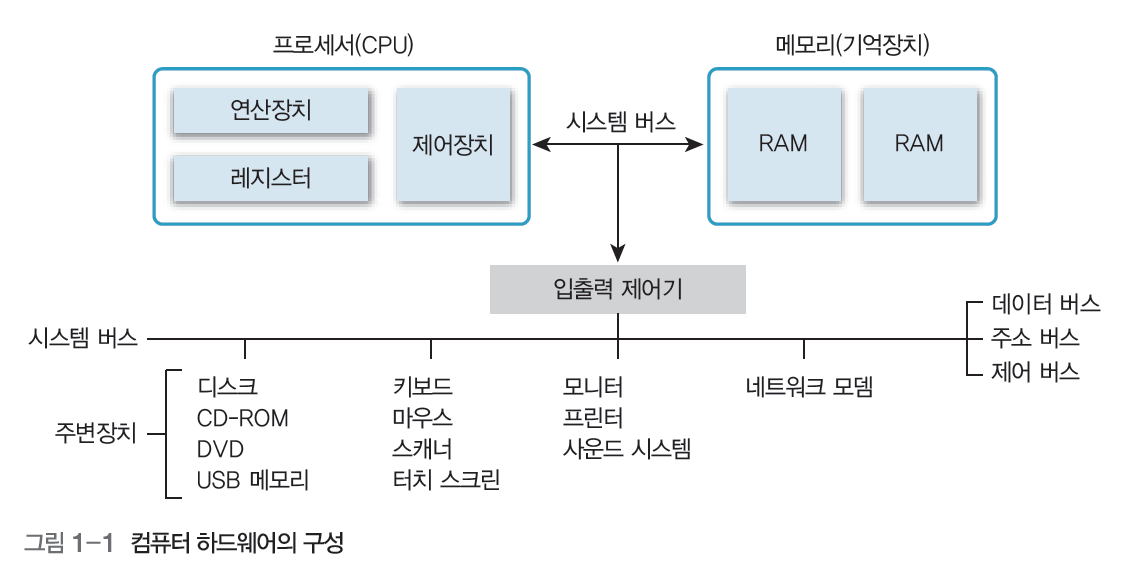 프로세서(CPU)
메모리(기억장치)
연산장치
레지스터
제어장치
시스템 버스
RAM
RAM
입출력 제어기
시스템 버스
데이터 버스
주소 버스
제어 버스
주변장치
디스크
CD-ROM
DVD
USB 메모리
키보드
마우스
스캐너
터치 스크린
모니터
프린터
사운드 시스템
네트워크 모뎀
그림 1-1 컴퓨터 하드웨어의 구성